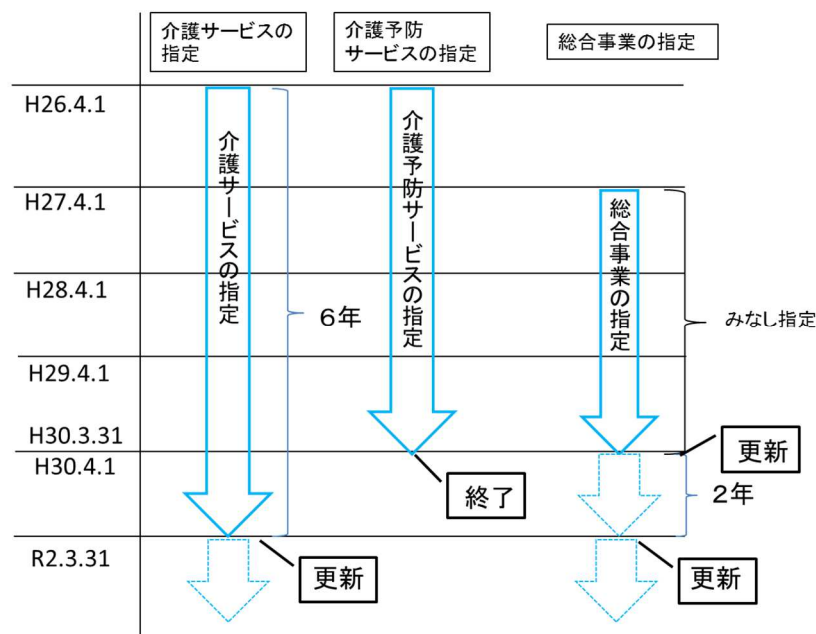 介護サービスの
指定
介護予防
サービスの指定
総合事業の指定
H26.4.1
H27.4.1
H28.4.1
H29.4.1
H30.3.31
H30.4.1
R2.3.31
介護サービスの指定
6年
介護予防サービスの指定
総合事業の指定
みなし指定
終了
更新
2年
更新
更新